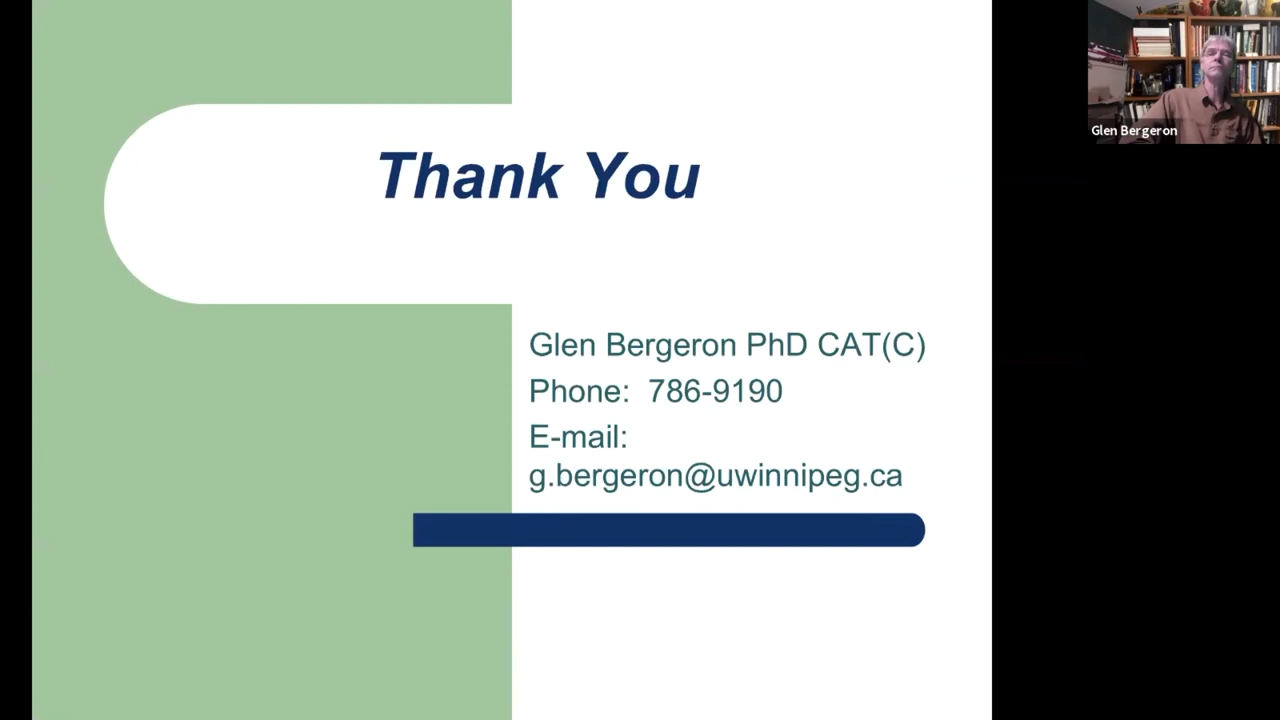 Thank You
Glen Bergeron PhD CAT(C)
Phone:  786-9190
E-mail:
g.bergeron@uwinnipeg.ca
Glen Bergeron